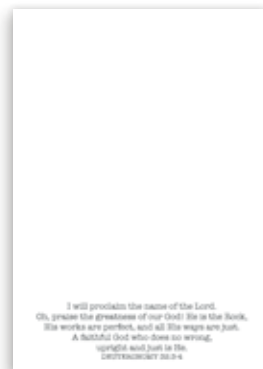 I will proclaim the name of the Lord.
Oh, praise the greatness of our God! He is the Rock,
His works are perfect, and all His ways are just.
A faithful God who does no wrong,
upright and just is He.
DEUTERONOMY 32:3-4